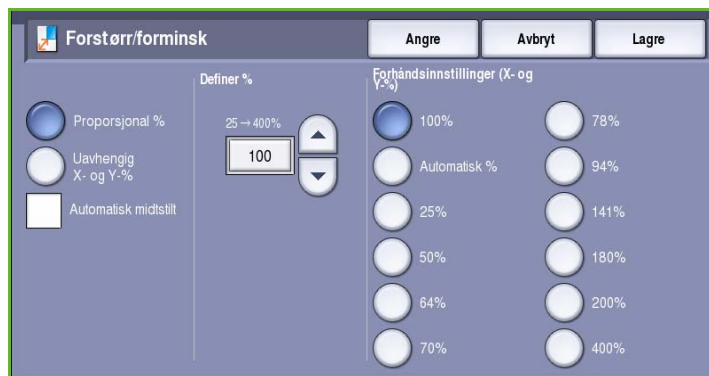 Forstørr/forminsk
Angre
Avbryt
Lagre
Proporsjonal %
Uavhengig
X- og Y-%
Automatisk midtstilt
Definer %
25→400%
100
Forhåndsinnstillinger (X- og
Y-%)
100%
Automatisk %
25%
50%
64%
70%
78%
94%
141%
180%
200%
400%